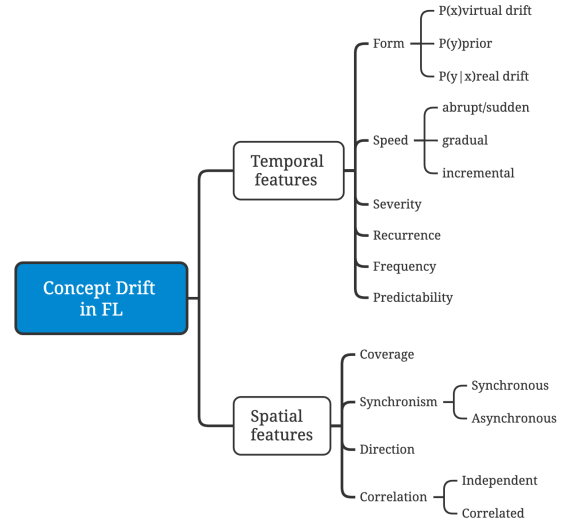 Concept Drift
in FL
Temporal
features
Form
P(x)virtual drift
P(y)prior
P(y|x)real drift
Speed
abrupt/sudden
gradual
incremental
Severity
Recurrence
Frequency
Predictability
Spatial
features
Coverage
Synchronism
Synchronous
Asynchronous
Direction
Correlation
Independent
Correlated